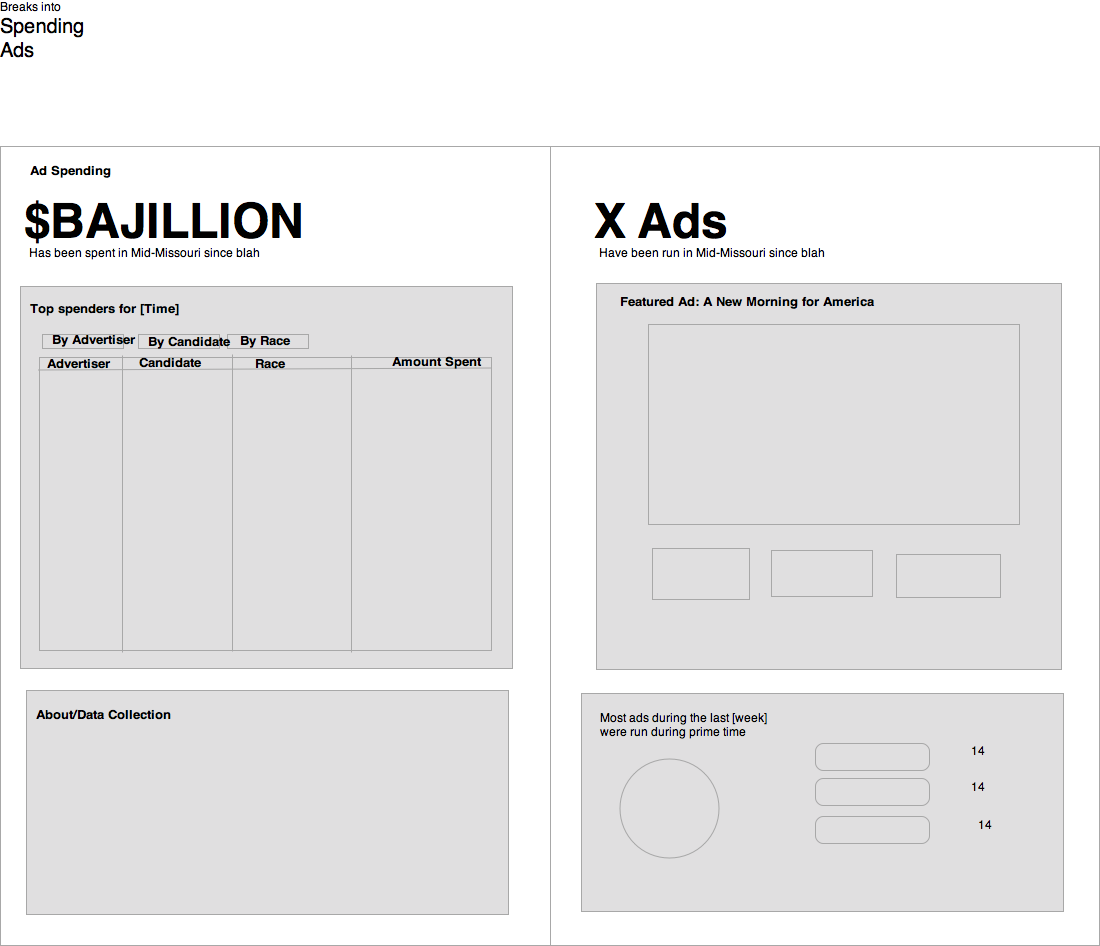 Breaks into
Spending
Ads
Ad Spending
$BAJILLION
Has been spent in Mid-Missouri since blah
Top spenders for [Time]
By Advertiser By Candidate By Race
Advertiser Candidate Race Amount Spent
About/Data Collection
X Ads
Have been run in Mid-Missouri since blah
Featured Ad: A New Morning for America
Most ads during the last [week]
were run during prime time
14
14
14